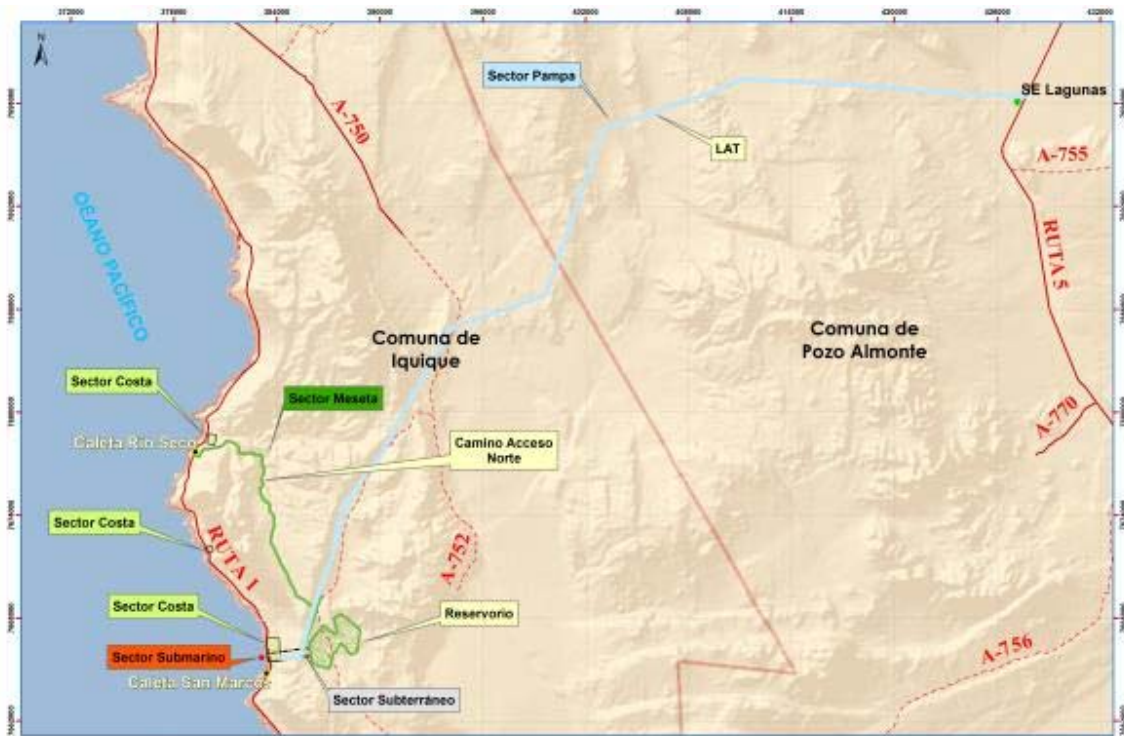 N
Sector Pampa
SE Lagunas
LAT
A-750
A-755
OCÉANO PACÍFICO
RUTA 5
Comuna de
Iquique
Comuna de
Pozo Almonte
Sector Costa
Sector Meseta
Caleta Río Seco
Camino Acceso
Norte
A-770
Sector Costa
RUTA 1
A-752
Sector Costa
Reservorio
Sector Submarino
Caleta San Marcos
Sector Subterráneo
A-756